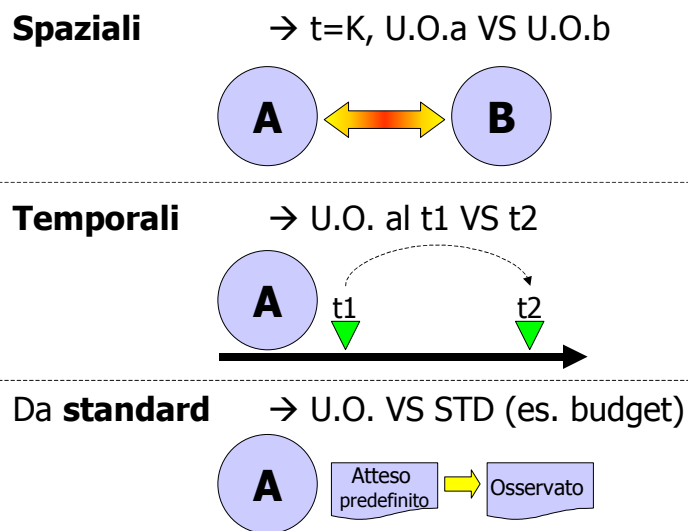 Spaziali → t=K, U.O.a VS U.O.b
A B
Temporali → U.O. al t1 VS t2
A t1 t2
Da standard → U.O. VS STD (es. budget)
A Atteso
predefinito Osservato